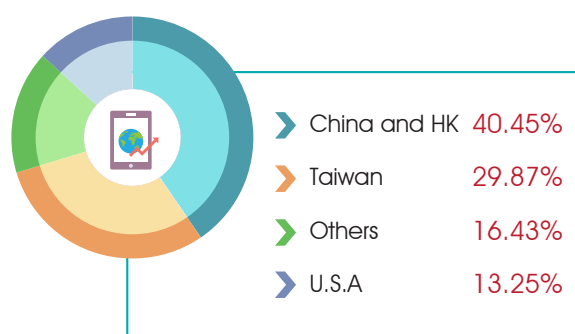 China and HK 40.45%
Taiwan 29.87%
Others 16.43%
U.S.A 13.25%